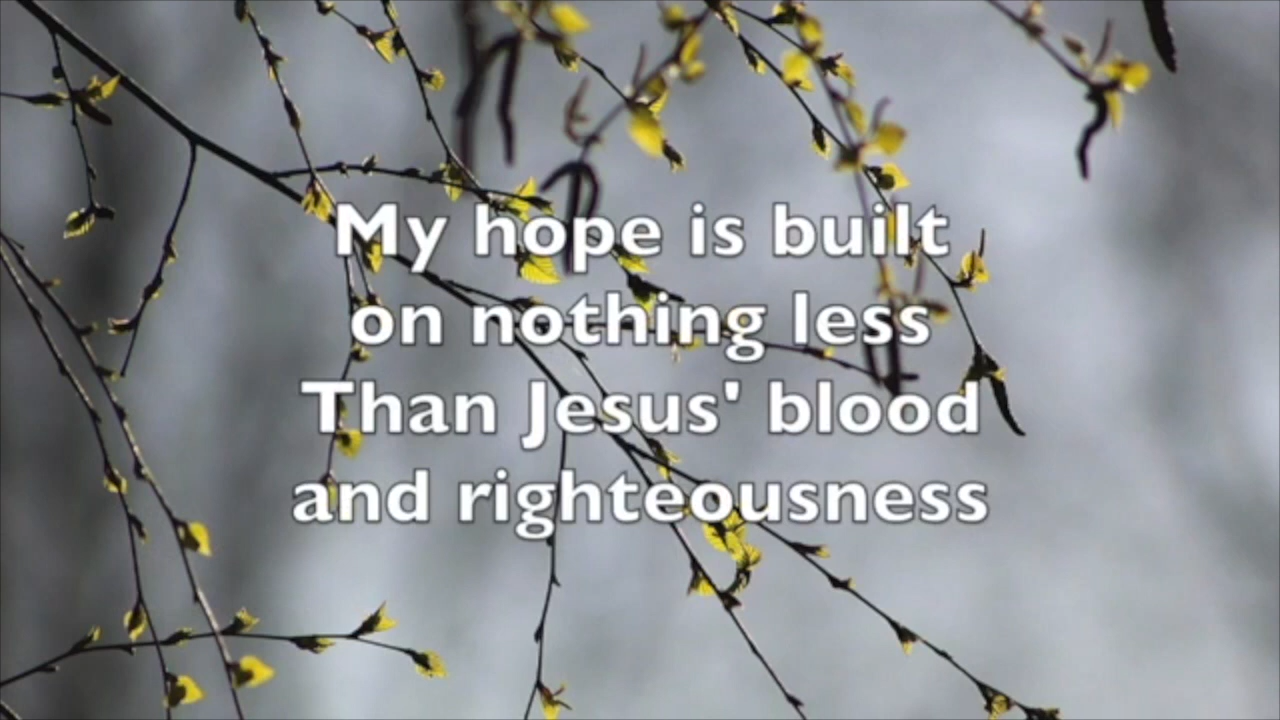 My hope is built
on nothing less
Than Jesus' blood
and righteousness